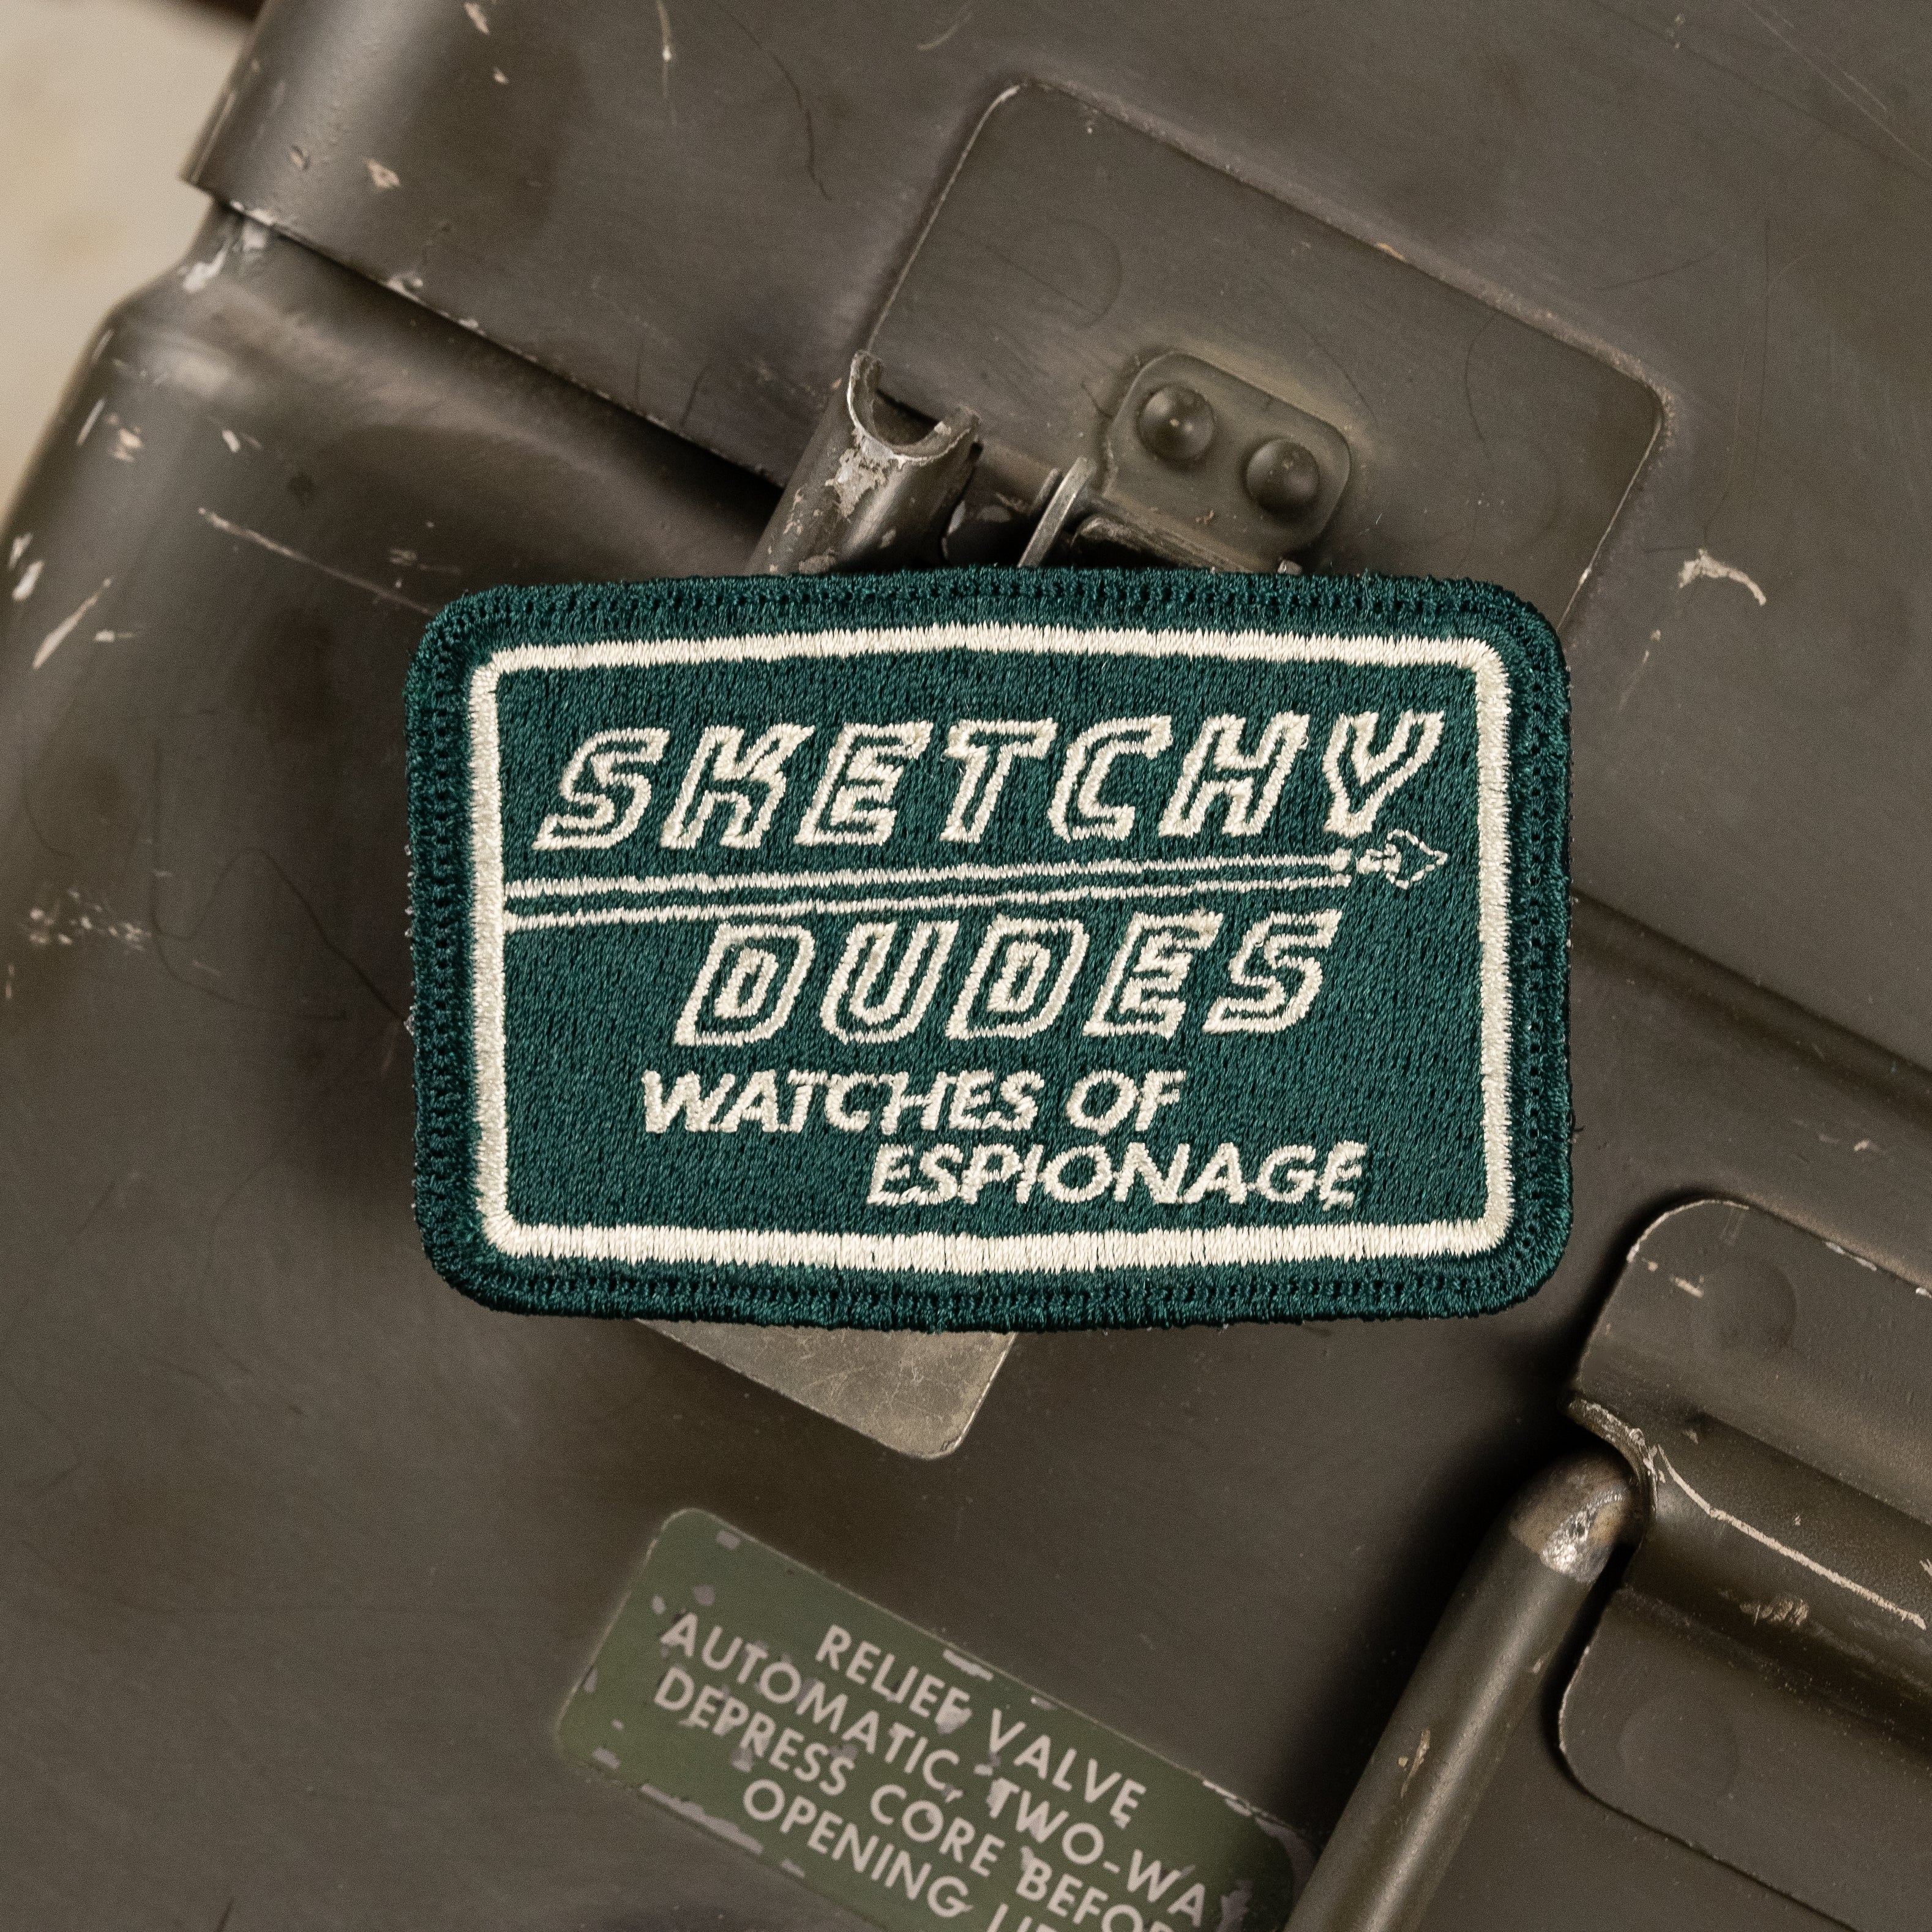 SKETCHY
DUDES
WATCHES OF
ESPIONAGE
RELIEF VALVE
AUTOMATIC, TWO-WA
DEPRESS CORE BEFOR
OPENING